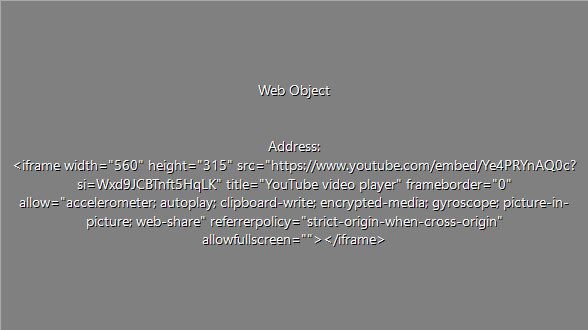 Web Object
Address:
<iframe width="560" height="315" src="https://www.youtube.com/embed/Ye4PRYnAQ0c?
si=Wxd9JCBTnft5HqLK" title="YouTube video player" frameborder="0"
allow="accelerometer; autoplay; clipboard-write; encrypted-media; gyroscope; picture-in-
picture; web-share" referrerpolicy="strict-origin-when-cross-origin"
allowfullscreen=""></iframe>